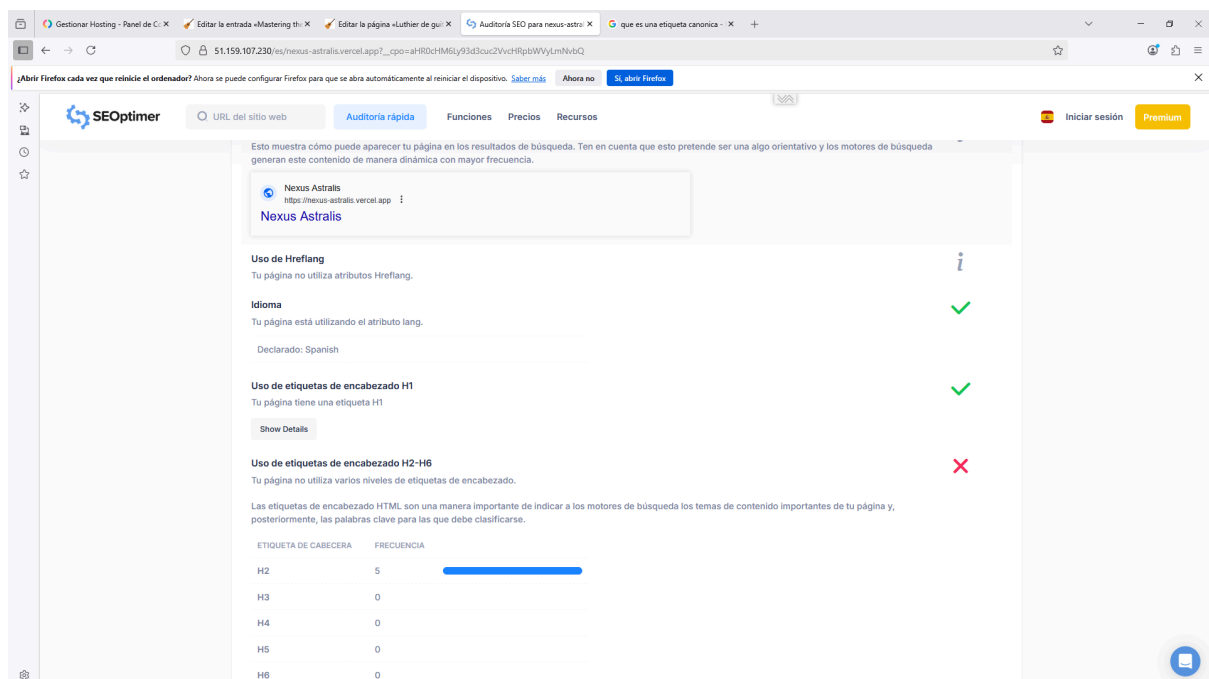 Gestionar Hosting - Panel de Co
Editar la entrada «Mastering the
Editar la página «Luthier de guit
Auditoría SEO para nexus-astral
que es una etiqueta canonica -
51.159.107.230/es/nexus-astralis.vercel.app?__cpo=aHR0cHM6Ly93d3cuc2VvcHRpbWVyLmNvbQ
¿Abrir Firefox cada vez que reinicie el ordenador? Ahora se puede configurar Firefox para que se abra automáticamente al reiniciar el dispositivo. Saber más Ahora no Sí, abrir Firefox
SEOptimer
URL del sitio web
Auditoría rápida
Funciones
Precios
Recursos
Iniciar sesión
Premium
Esto muestra cómo puede aparecer tu página en los resultados de búsqueda. Ten en cuenta que esto pretende ser una algo orientativo y los motores de búsqueda
generan este contenido de manera dinámica con mayor frecuencia.
Nexus Astralis
https://nexus-astralis.vercel.app
Nexus Astralis
Uso de Hreflang
Tu página no utiliza atributos Hreflang.
Idioma
Tu página está utilizando el atributo lang.
Declarado: Spanish
Uso de etiquetas de encabezado H1
Tu página tiene una etiqueta H1
Show Details
Uso de etiquetas de encabezado H2-H6
Tu página no utiliza varios niveles de etiquetas de encabezado.
Las etiquetas de encabezado HTML son una manera importante de indicar a los motores de búsqueda los temas de contenido importantes de tu página y,
posteriormente, las palabras clave para las que debe clasificarse.
ETIQUETA DE CABECERA FRECUENCIA
H2 5
H3 0
H4 0
H5 0
H6 0